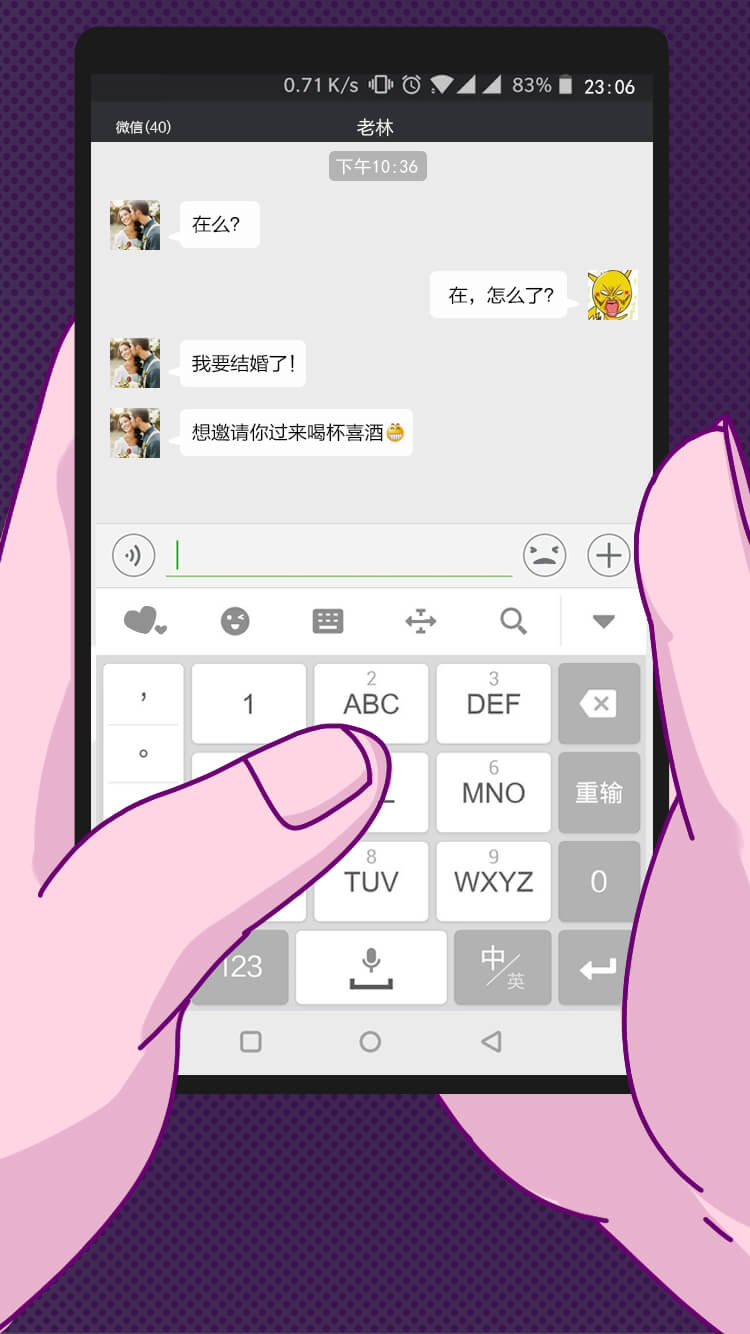 0.71 K/s 83% 23:06
微信(40) 老林
下午10:36
在么?
在，怎么了?
我要结婚了!
想邀请你过来喝杯喜酒😁
， 1 2 ABC 3 DEF
。 6 MNO 重输
8 TUV 9 WXYZ 0
123 中/英